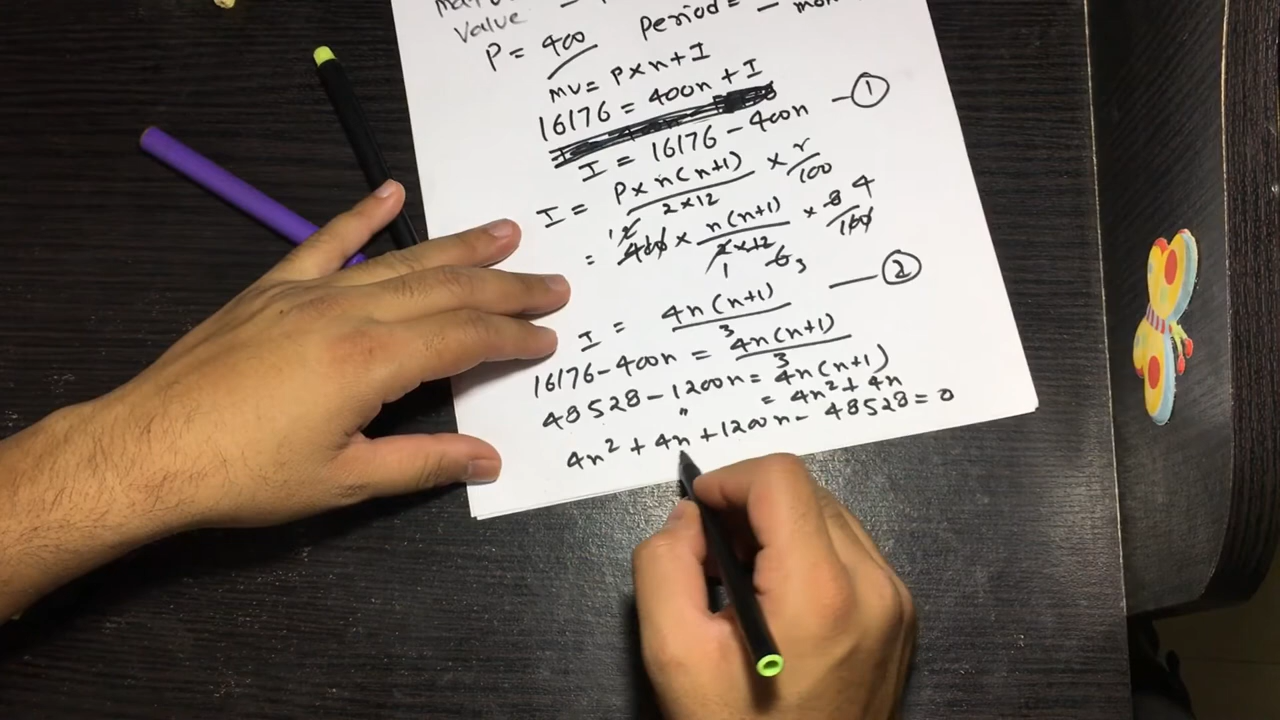 Value
P = 400 Period =
mv = P x n + I
16176 = 400n + I
I = 16176 - 400n — ①
I = P x n(n+1) / 2 x 12 x r / 100
= 400 x n(n+1) / 2 x 12 x 8 / 100
I = 4n(n+1) / 3 — ②
16176 - 400n = 4n(n+1) / 3
48528 - 1200n = 4n(n+1)
" = 4n² + 4n
4n² + 4n + 1200n - 48528 = 0